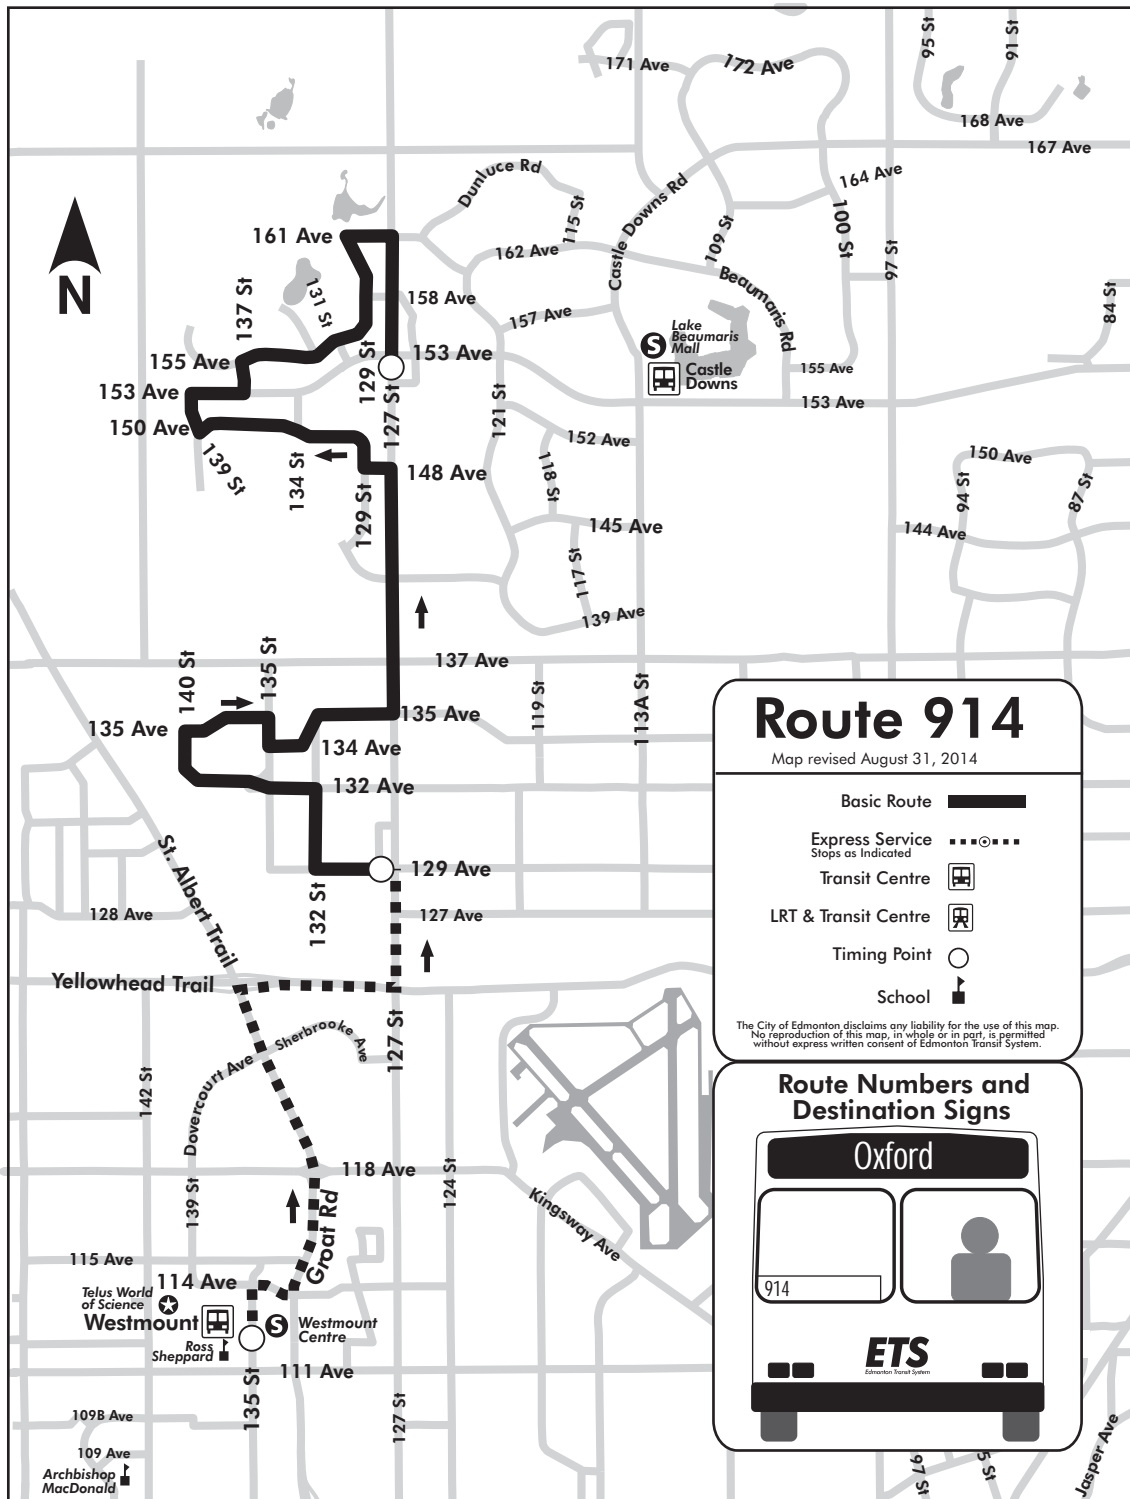 95 St
91 St
171 Ave
172 Ave
168 Ave
167 Ave
Dunluce Rd
164 Ave
115 St
Castle Downs Rd
109 St
100 St
97 St
161 Ave
162 Ave
Beaumaris Rd
N
137 St
131 St
158 Ave
157 Ave
84 St
Lake
Beaumaris
Mall
S
155 Ave
129 St
153 Ave
Castle
Downs
155 Ave
153 Ave
127 St
121 St
153 Ave
150 Ave
152 Ave
139 St
134 St
148 Ave
118 St
150 Ave
94 St
87 St
129 St
145 Ave
144 Ave
117 St
139 Ave
140 St
135 St
137 Ave
119 St
113A St
135 Ave
135 Ave
134 Ave
132 Ave
Route 914
Map revised August 31, 2014
Basic Route
Express Service
Stops as Indicated
Transit Centre
LRT & Transit Centre
Timing Point
School
The City of Edmonton disclaims any liability for the use of this map.
No reproduction of this map, in whole or in part, is permitted
without express written consent of Edmonton Transit System.
St. Albert Trail
129 Ave
132 St
128 Ave
127 Ave
Yellowhead Trail
127 St
Sherbrooke Ave
Dovercourt Ave
142 St
118 Ave
124 St
139 St
Groat Rd
Kingsway Ave
115 Ave
114 Ave
Telus World
of Science
Westmount
S
Westmount
Centre
Ross
Sheppard
111 Ave
135 St
127 St
109B Ave
109 Ave
Archbishop
MacDonald
Route Numbers and
Destination Signs
Oxford
914
ETS
Edmonton Transit System
97 St
5 St
Jasper Ave